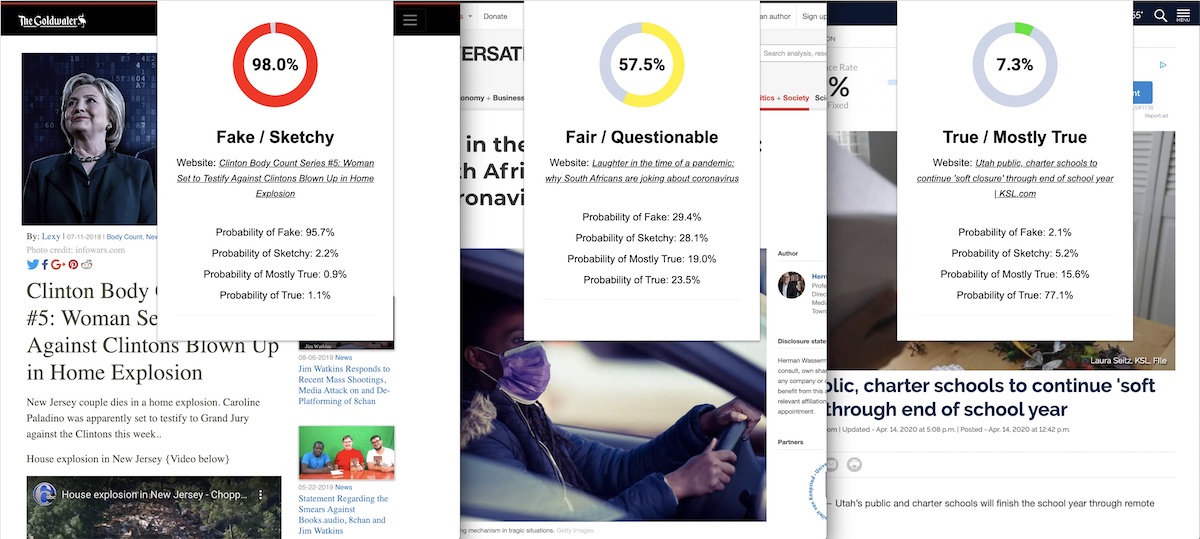 The Goldwater
98.0%
Fake / Sketchy
Website: Clinton Body Count Series #5: Woman
Set to Testify Against Clintons Blown Up in Home
Explosion
Probability of Fake: 95.7%
Probability of Sketchy: 2.2%
Probability of Mostly True: 0.9%
Probability of True: 1.1%
By: Lexy | 07-11-2018 | Body Count, New
Photo credit: infowars.com
Clinton Body
#5: Woman Se
Against Clintons Blown Up
in Home Explosion
New Jersey couple dies in a home explosion. Caroline
Paladino was apparently set to testify to Grand Jury
against the Clintons this week..
House explosion in New Jersey {Video below}
abc
House explosion in New Jersey - Chopp...
Jim Watkins
08-06-2019 News
Jim Watkins Responds to
Recent Mass Shootings,
Media Attack on and De-
Platforming of 8chan
05-22-2019 News
Statement Regarding the
Smears Against
Books.audio, 8chan and
Jim Watkins
Donate
an author
Sign up
ERSAT
Search analysis, rese
onomy + Business
litics + Society
57.5%
Fair / Questionable
Website: Laughter in the time of a pandemic:
why South Africans are joking about coronavirus
Probability of Fake: 29.4%
Probability of Sketchy: 28.1%
Probability of Mostly True: 19.0%
Probability of True: 23.5%
in the
h Afri
onavi
Author
Herm
Profe
Direc
Media
Town
Disclosure state
Herman Wasserm
consult, own shar
any company or o
benefit from this a
relevant affiliation
appointment.
Partners
ng mechanism in tragic situations. Getty Images
55°
MENU
ce Rate
%
Fixed
nt
Report ad
7.3%
True / Mostly True
Website: Utah public, charter schools to
continue 'soft closure' through end of school year
| KSL.com
Probability of Fake: 2.1%
Probability of Sketchy: 5.2%
Probability of Mostly True: 15.6%
Probability of True: 77.1%
Laura Seitz, KSL, File
olic, charter schools to continue 'soft
through end of school year
om | Updated - Apr. 14, 2020 at 5:08 p.m. | Posted - Apr. 14, 2020 at 12:42 p.m.
— Utah's public and charter schools will finish the school year through remote